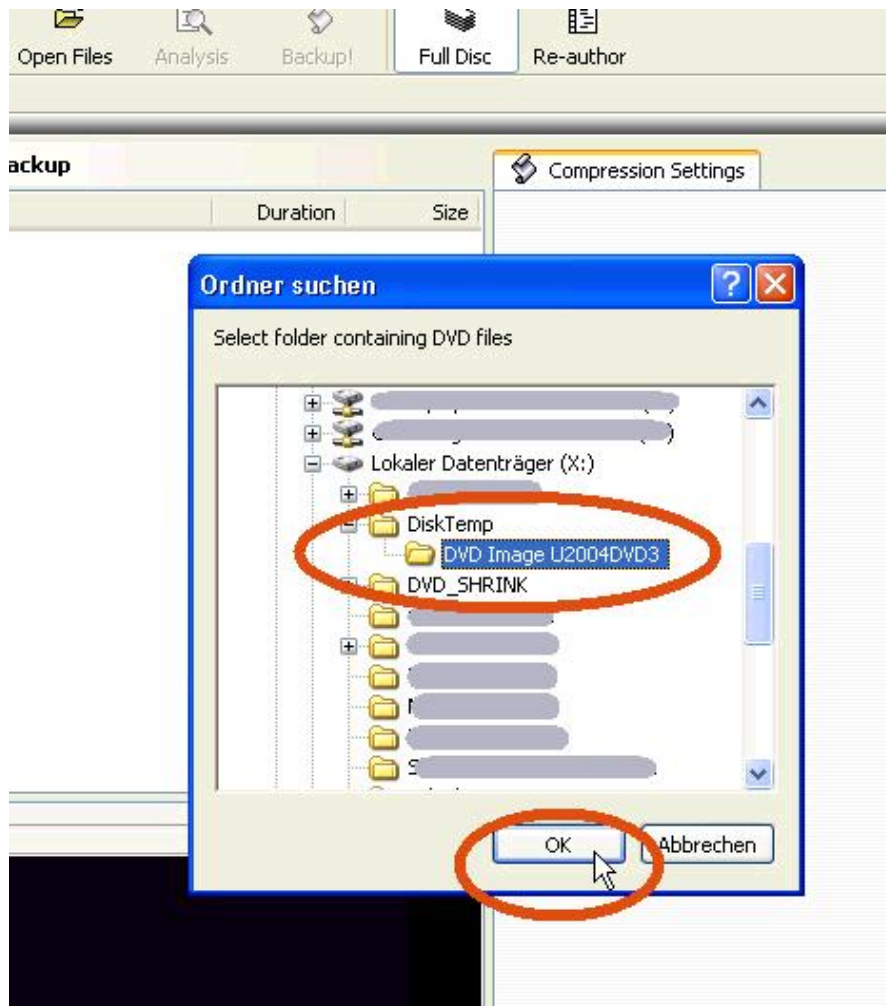 Open Files Analysis Backup! Full Disc Re-author
ackup
Compression Settings
Duration Size
Ordner suchen
Select folder containing DVD files
Lokaler Datenträger (X:)
DiskTemp
DVD Image U2004DVD3
DVD_SHRINK
OK Abbrechen